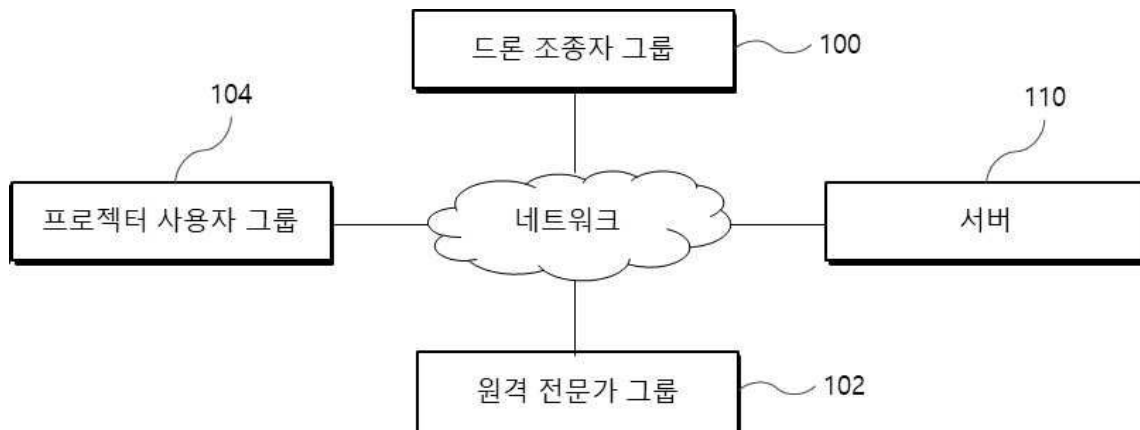 드론 조종자 그룹
100
104
110
프로젝터 사용자 그룹
네트워크
서버
원격 전문가 그룹
102